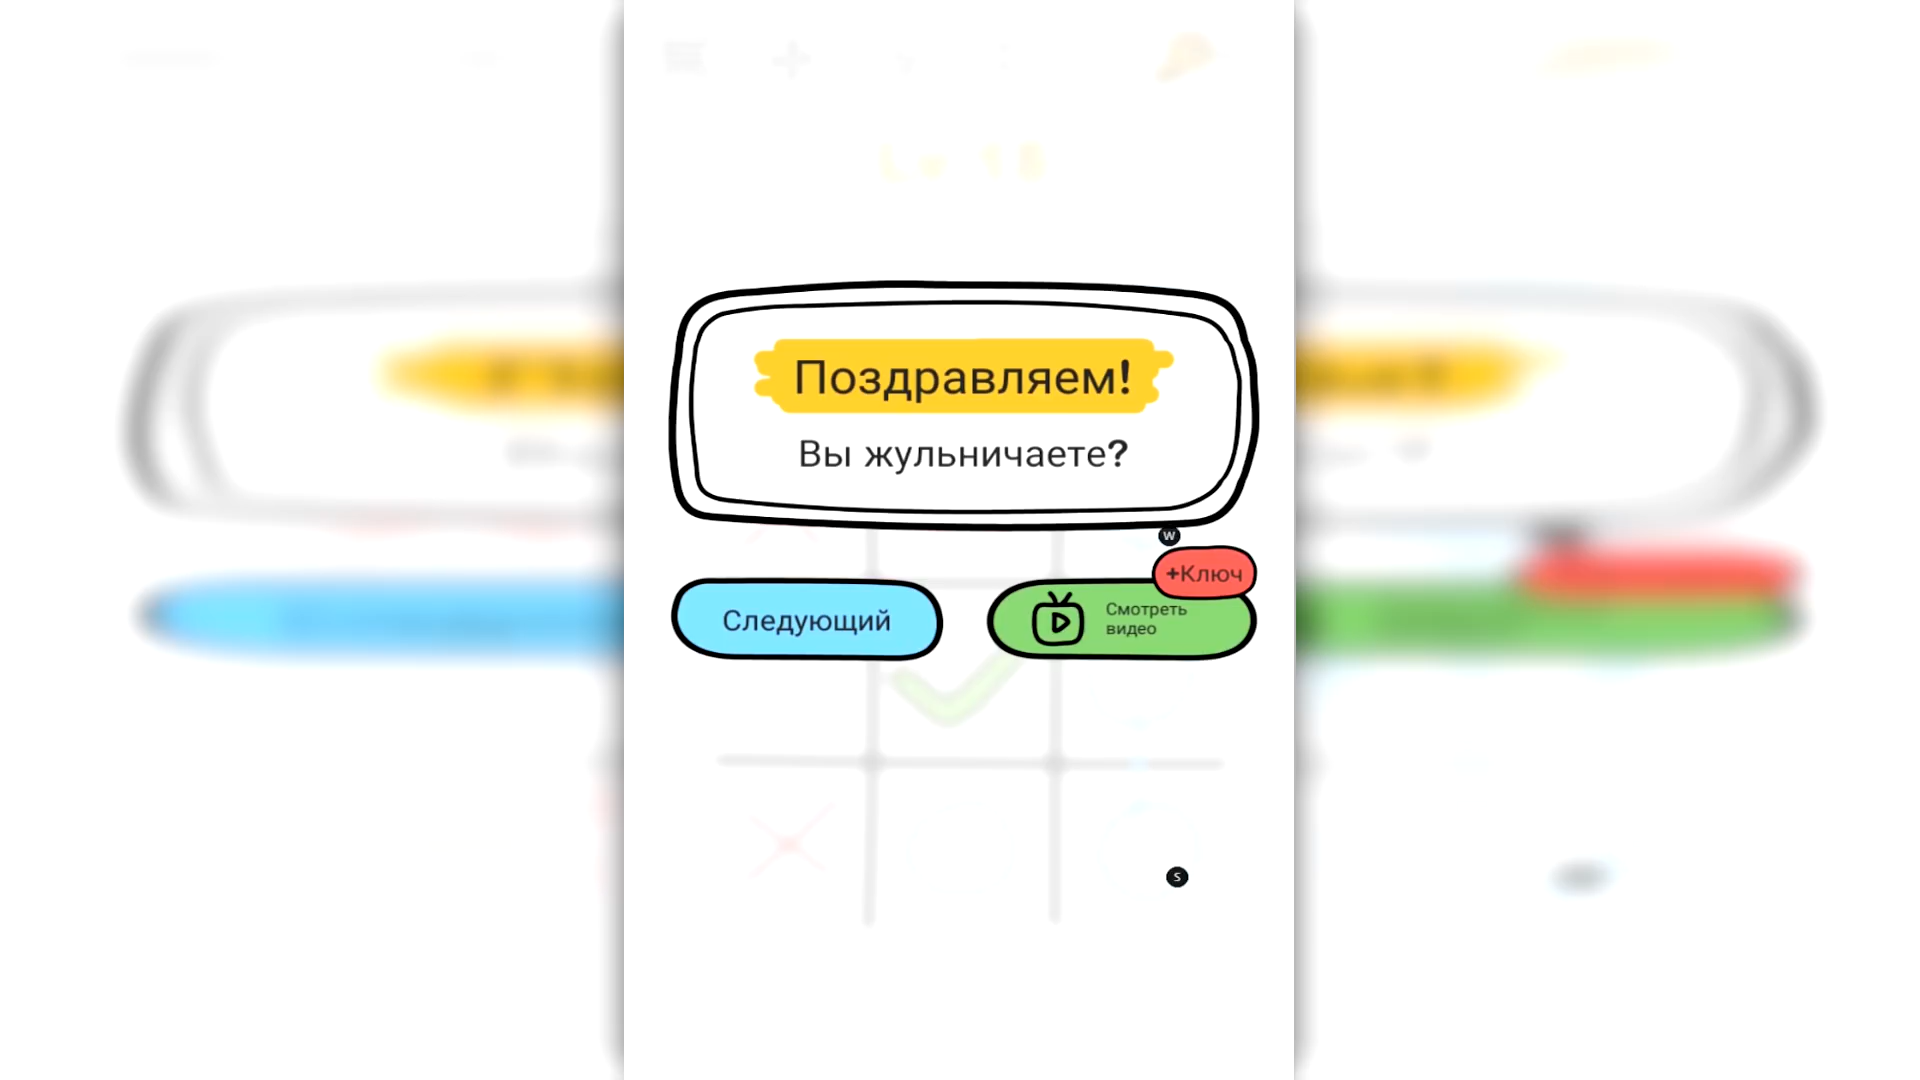 Поздравляем!
Вы жульничаете?
W
+Ключ
Следующий
Смотреть
видео
S